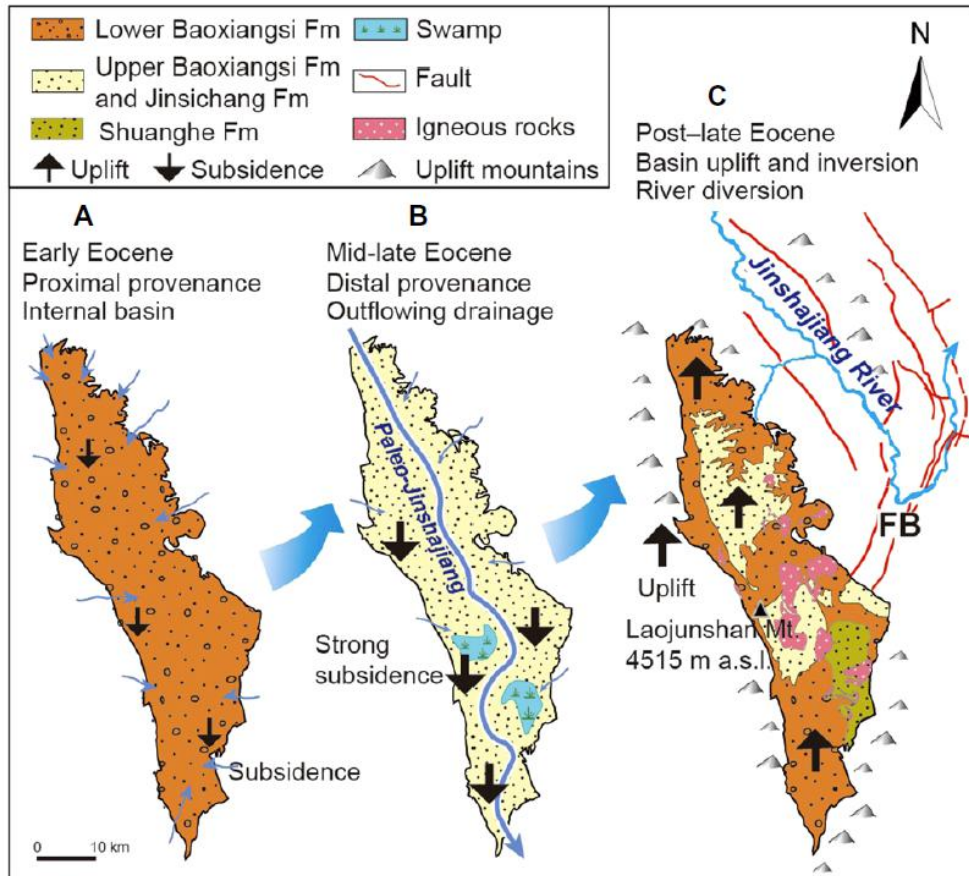 Lower Baoxiangsi Fm
Swamp
Upper Baoxiangsi Fm
and Jinsichang Fm
Fault
Shuanghe Fm
Igneous rocks
Uplift
Subsidence
Uplift mountains
N
A
Early Eocene
Proximal provenance
Internal basin
B
Mid-late Eocene
Distal provenance
Outflowing drainage
C
Post–late Eocene
Basin uplift and inversion
River diversion
Subsidence
0 10 km
Paleo-Jinshajiang
Strong
subsidence
Jinshajiang River
FB
Uplift
Laojunshan Mt.
4515 m a.s.l.